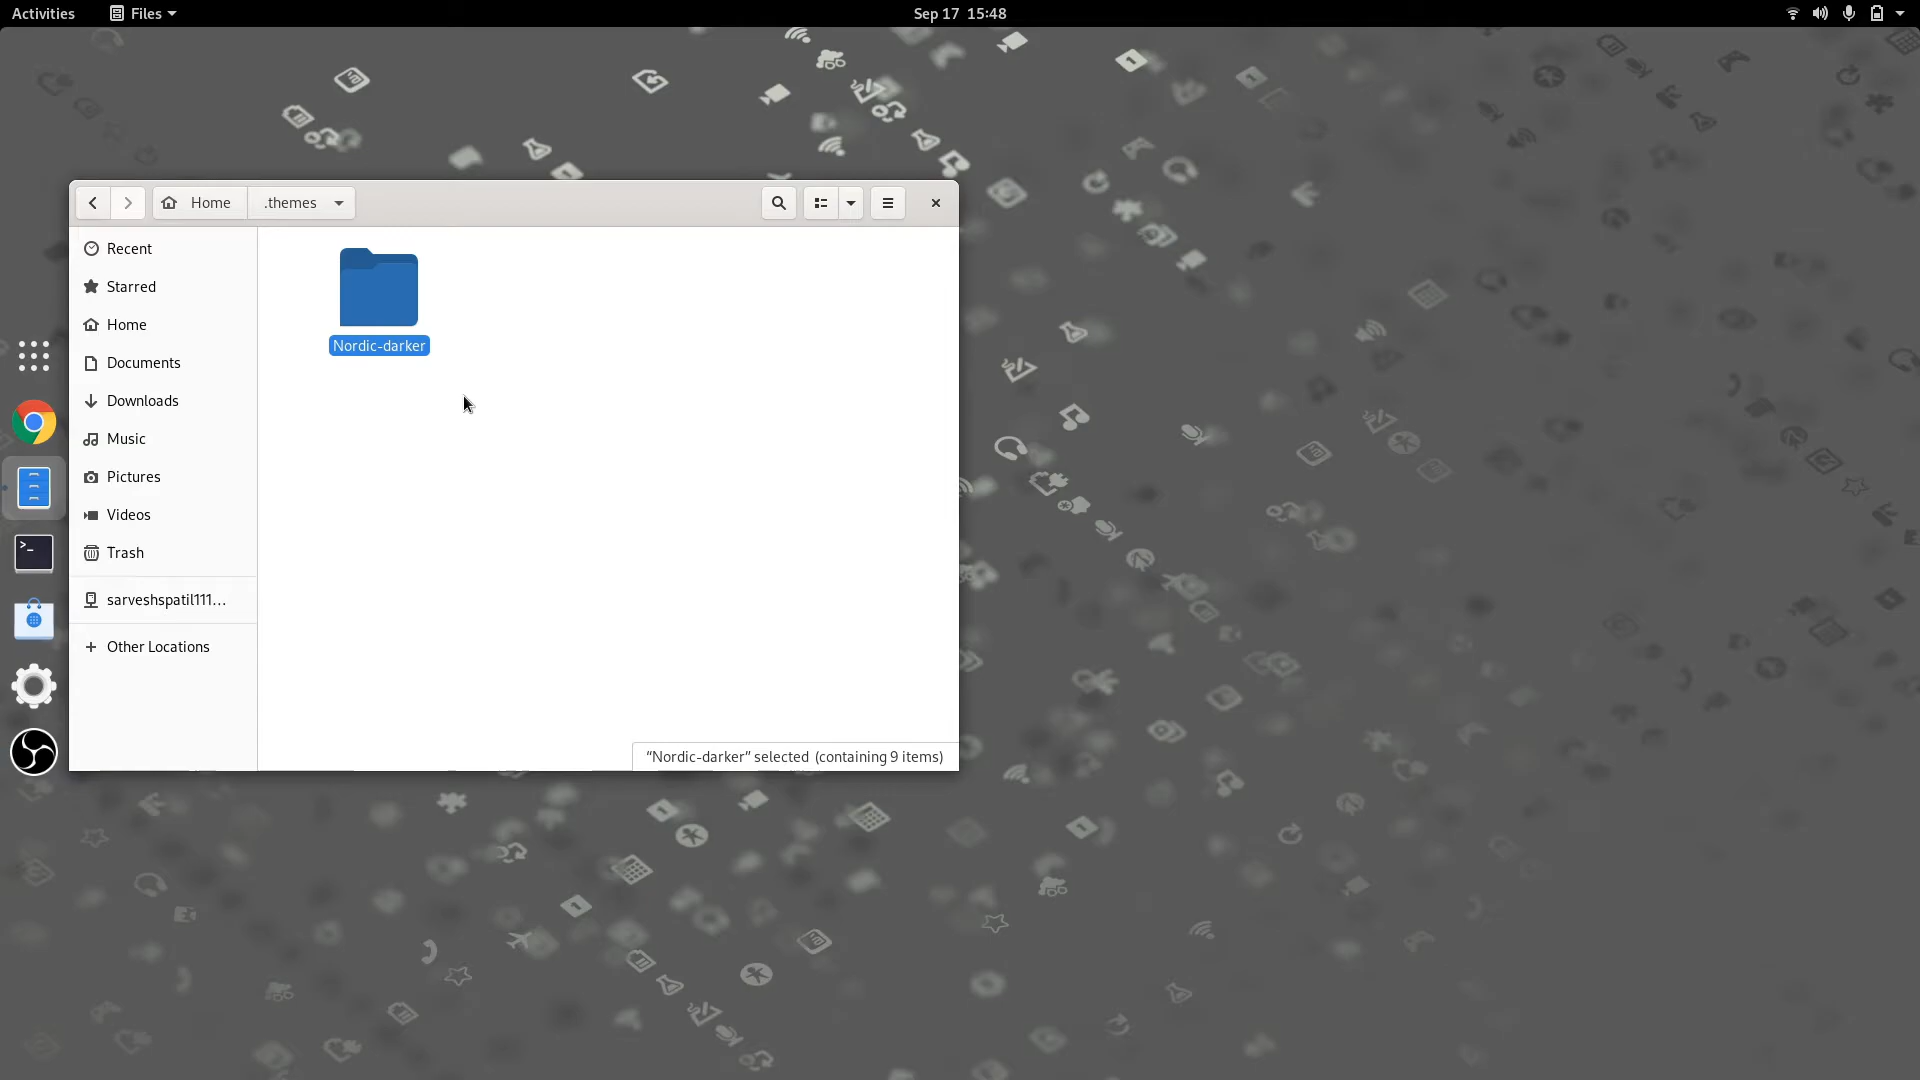 Activities
Files
Sep 17 15:48
Home
.themes
Recent
Starred
Home
Documents
Downloads
Music
Pictures
Videos
Trash
sarveshspatil111...
Other Locations
Nordic-darker
“Nordic-darker” selected (containing 9 items)